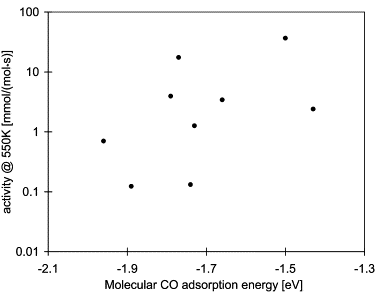 100
10
1
0.1
0.01
activity @ 550K [mmol/(mol·s)]
-2.1 -1.9 -1.7 -1.5 -1.3
Molecular CO adsorption energy [eV]